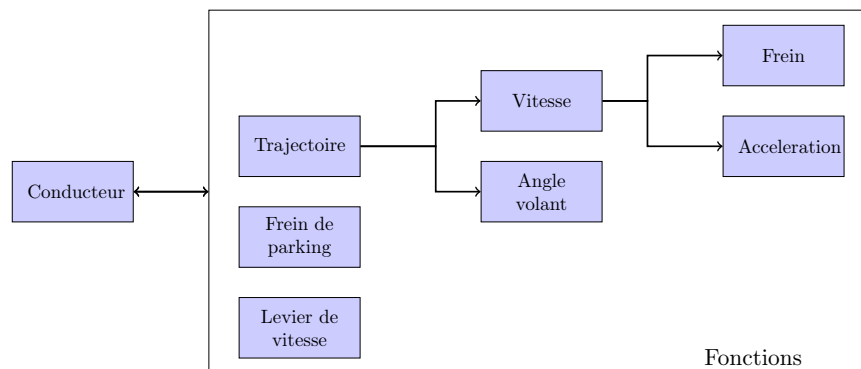 Conducteur
Trajectoire
Frein de
parking
Levier de
vitesse
Vitesse
Angle
volant
Frein
Acceleration
Fonctions